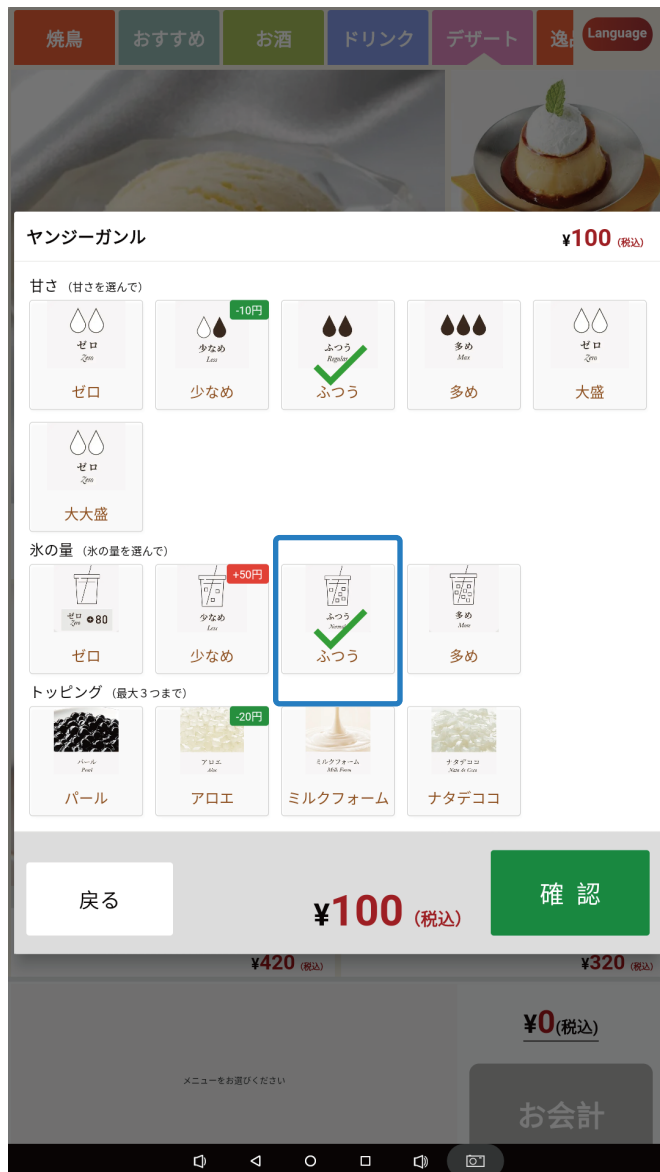 焼鳥 おすすめ お酒 ドリンク デザート 逸 Language
ヤンジーガンル ¥100 (税込)
甘さ (甘さを選んで)
ゼロ
Zero
ゼロ
-10円
少なめ
Less
少なめ
ふつう
Regular
ふつう
多め
Max
多め
ゼロ
Zero
大盛
ゼロ
Zero
大大盛
氷の量 (氷の量を選んで)
ゼロ
Zero
+80
ゼロ
+50円
少なめ
Less
少なめ
ふつう
Normal
ふつう
多め
More
多め
トッピング (最大3つまで)
パール
Pearl
パール
-20円
アロエ
Aloe
アロエ
ミルクフォーム
Milk Foam
ミルクフォーム
ナタデココ
Nata de Coco
ナタデココ
戻る ¥100 (税込) 確認
¥420 (税込) ¥320 (税込)
¥0(税込)
メニューをお選びください
お会計